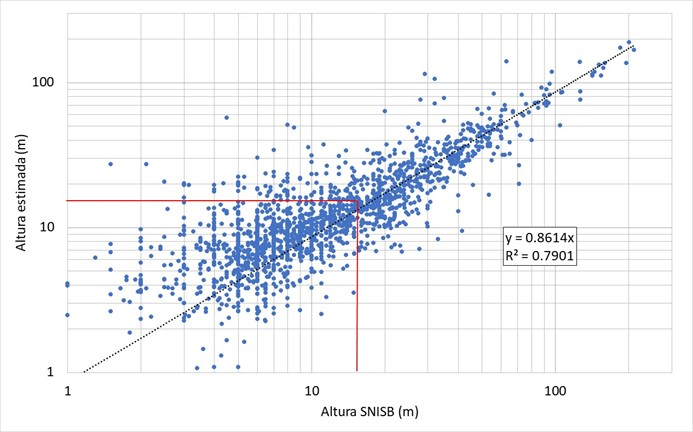 Altura estimada (m)
100
10
1
y = 0.8614x
R² = 0.7901
1
10
100
Altura SNISB (m)